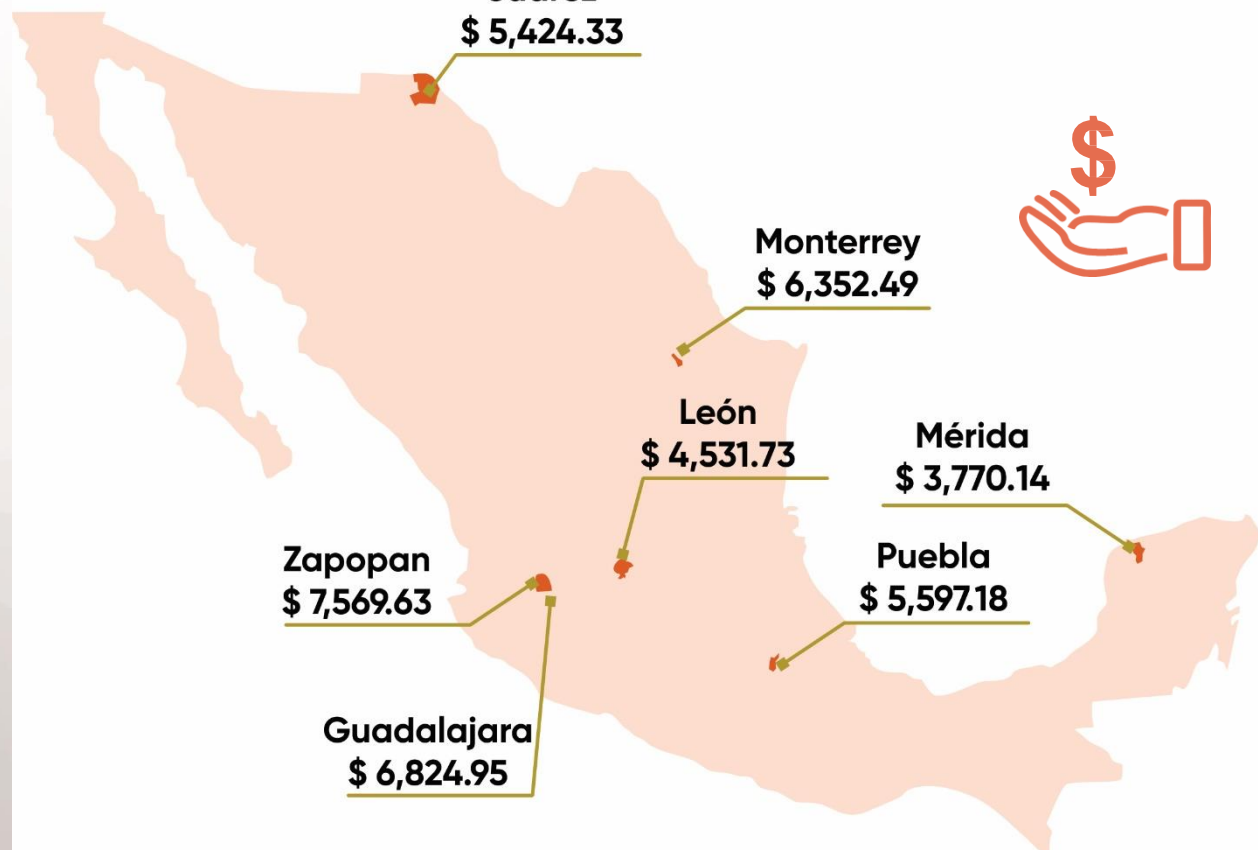 $ 5,424.33
Monterrey
$ 6,352.49
León
$ 4,531.73
Mérida
$ 3,770.14
Zapopan
$ 7,569.63
Puebla
$ 5,597.18
Guadalajara
$ 6,824.95
$